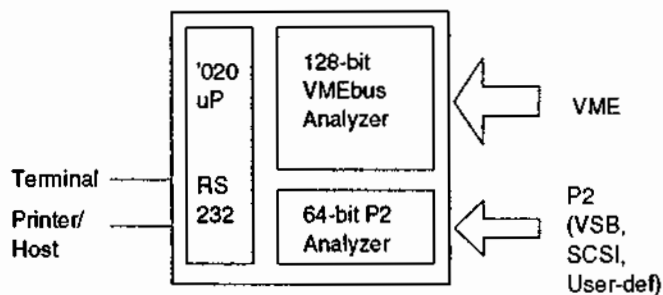 '020
uP
RS
232
128-bit
VMEbus
Analyzer
64-bit P2
Analyzer
Terminal
Printer/
Host
VME
P2
(VSB,
SCSI,
User-def)